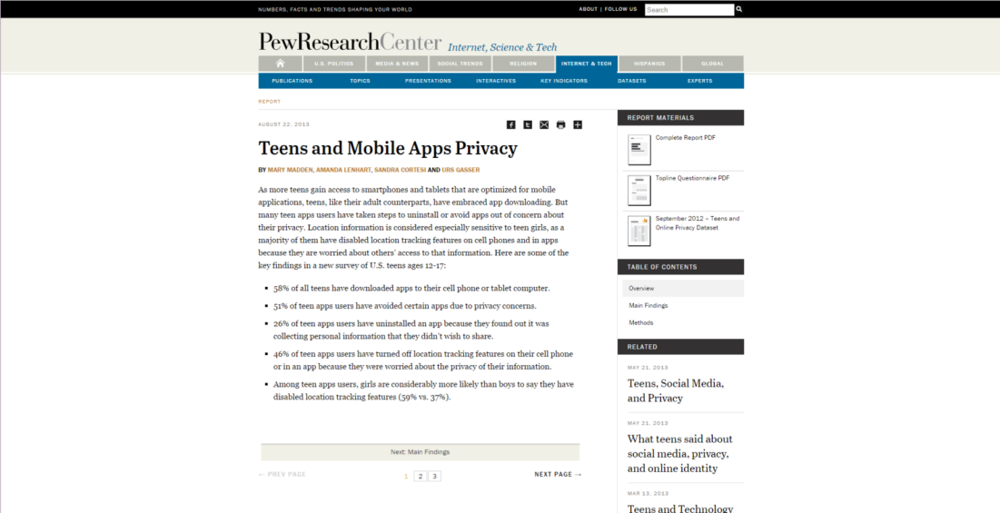 NUMBERS, FACTS AND TRENDS SHAPING YOUR WORLD
ABOUT | FOLLOW US
Search
PewResearchCenter Internet, Science & Tech
U.S. POLITICS
MEDIA & NEWS
SOCIAL TRENDS
RELIGION
INTERNET & TECH
HISPANICS
GLOBAL
PUBLICATIONS
TOPICS
PRESENTATIONS
INTERACTIVES
KEY INDICATORS
DATASETS
EXPERTS
REPORT
AUGUST 22, 2013
Teens and Mobile Apps Privacy
BY MARY MADDEN, AMANDA LENHART, SANDRA CORTESI AND URS GASSER
As more teens gain access to smartphones and tablets that are optimized for mobile
applications, teens, like their adult counterparts, have embraced app downloading. But
many teen apps users have taken steps to uninstall or avoid apps out of concern about
their privacy. Location information is considered especially sensitive to teen girls, as a
majority of them have disabled location tracking features on cell phones and in apps
because they are worried about others' access to that information. Here are some of the
key findings in a new survey of U.S. teens ages 12-17:
▪ 58% of all teens have downloaded apps to their cell phone or tablet computer.
▪ 51% of teen apps users have avoided certain apps due to privacy concerns.
▪ 26% of teen apps users have uninstalled an app because they found out it was
collecting personal information that they didn't wish to share.
▪ 46% of teen apps users have turned off location tracking features on their cell phone
or in an app because they were worried about the privacy of their information.
▪ Among teen apps users, girls are considerably more likely than boys to say they have
disabled location tracking features (59% vs. 37%).
Next: Main Findings
← PREV PAGE
1 2 3
NEXT PAGE →
REPORT MATERIALS
Complete Report PDF
Topline Questionnaire PDF
September 2012 – Teens and
Online Privacy Dataset
TABLE OF CONTENTS
Overview
Main Findings
Methods
RELATED
MAY 21, 2013
Teens, Social Media,
and Privacy
MAY 21, 2013
What teens said about
social media, privacy,
and online identity
MAR 13, 2013
Teens and Technology